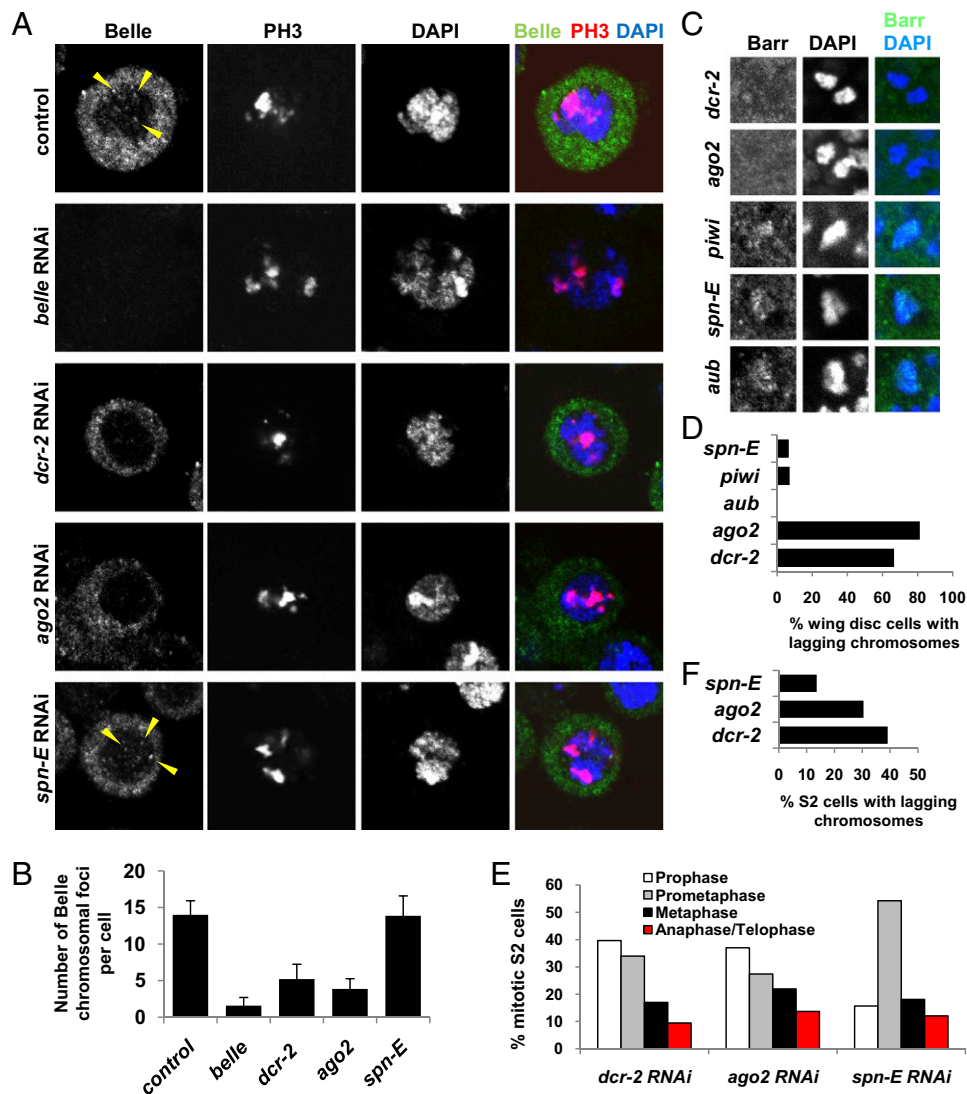 A
Belle PH3 DAPI Belle PH3 DAPI
control
belle RNAi
dcr-2 RNAi
ago2 RNAi
spn-E RNAi
B
Number of Belle
chromosomal foci
per cell
20
15
10
5
0
control belle dcr-2 ago2 spn-E
C
Barr DAPI Barr
DAPI
dcr-2
ago2
piwi
spn-E
aub
D
spn-E
piwi
aub
ago2
dcr-2
0 20 40 60 80 100
% wing disc cells with
lagging chromosomes
F
spn-E
ago2
dcr-2
0 10 20 30 40 50
% S2 cells with lagging
chromosomes
E
% mitotic S2 cells
60
50
40
30
20
10
0
Prophase
Prometaphase
Metaphase
Anaphase/Telophase
dcr-2 RNAi ago2 RNAi spn-E RNAi